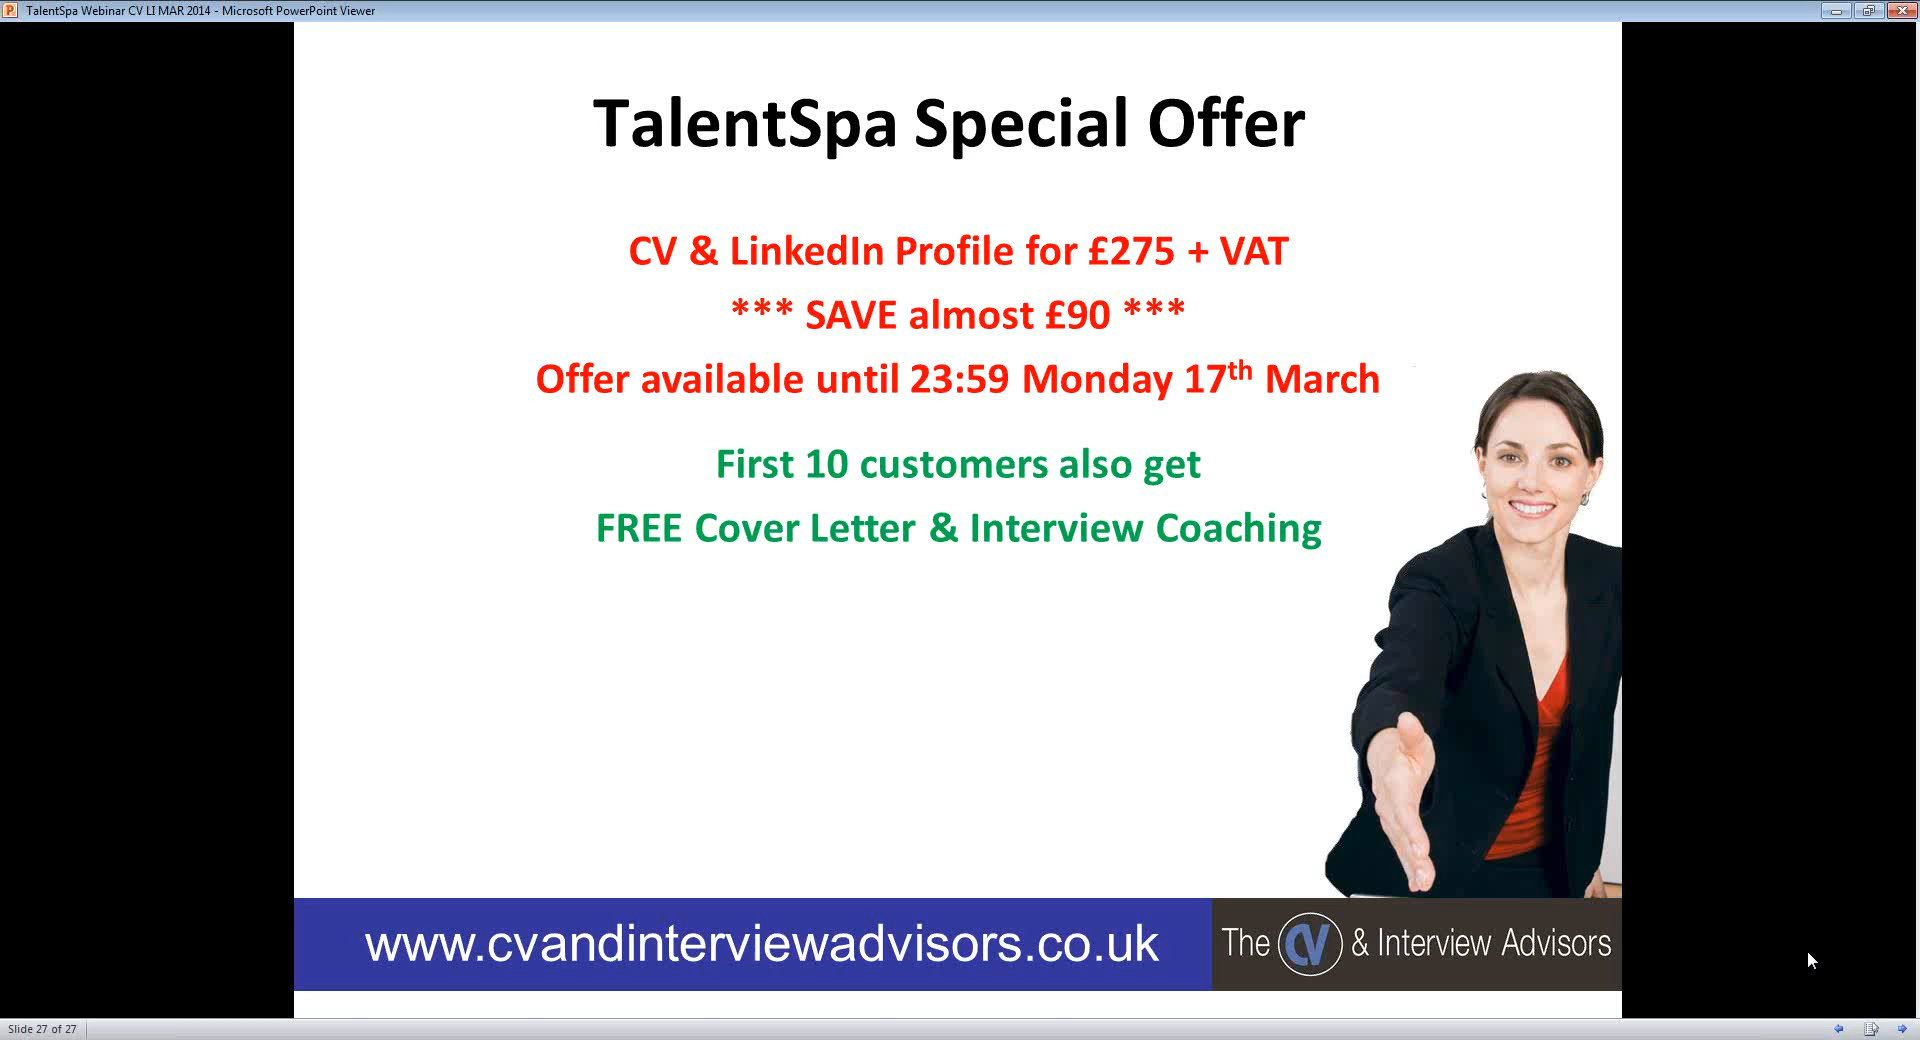 TalentSpa Webinar CV LI MAR 2014 - Microsoft PowerPoint Viewer
TalentSpa Special Offer
CV & LinkedIn Profile for £275 + VAT
*** SAVE almost £90 ***
Offer available until 23:59 Monday 17th March
First 10 customers also get
FREE Cover Letter & Interview Coaching
www.cvandinterviewadvisors.co.uk
The CV & Interview Advisors
Slide 27 of 27